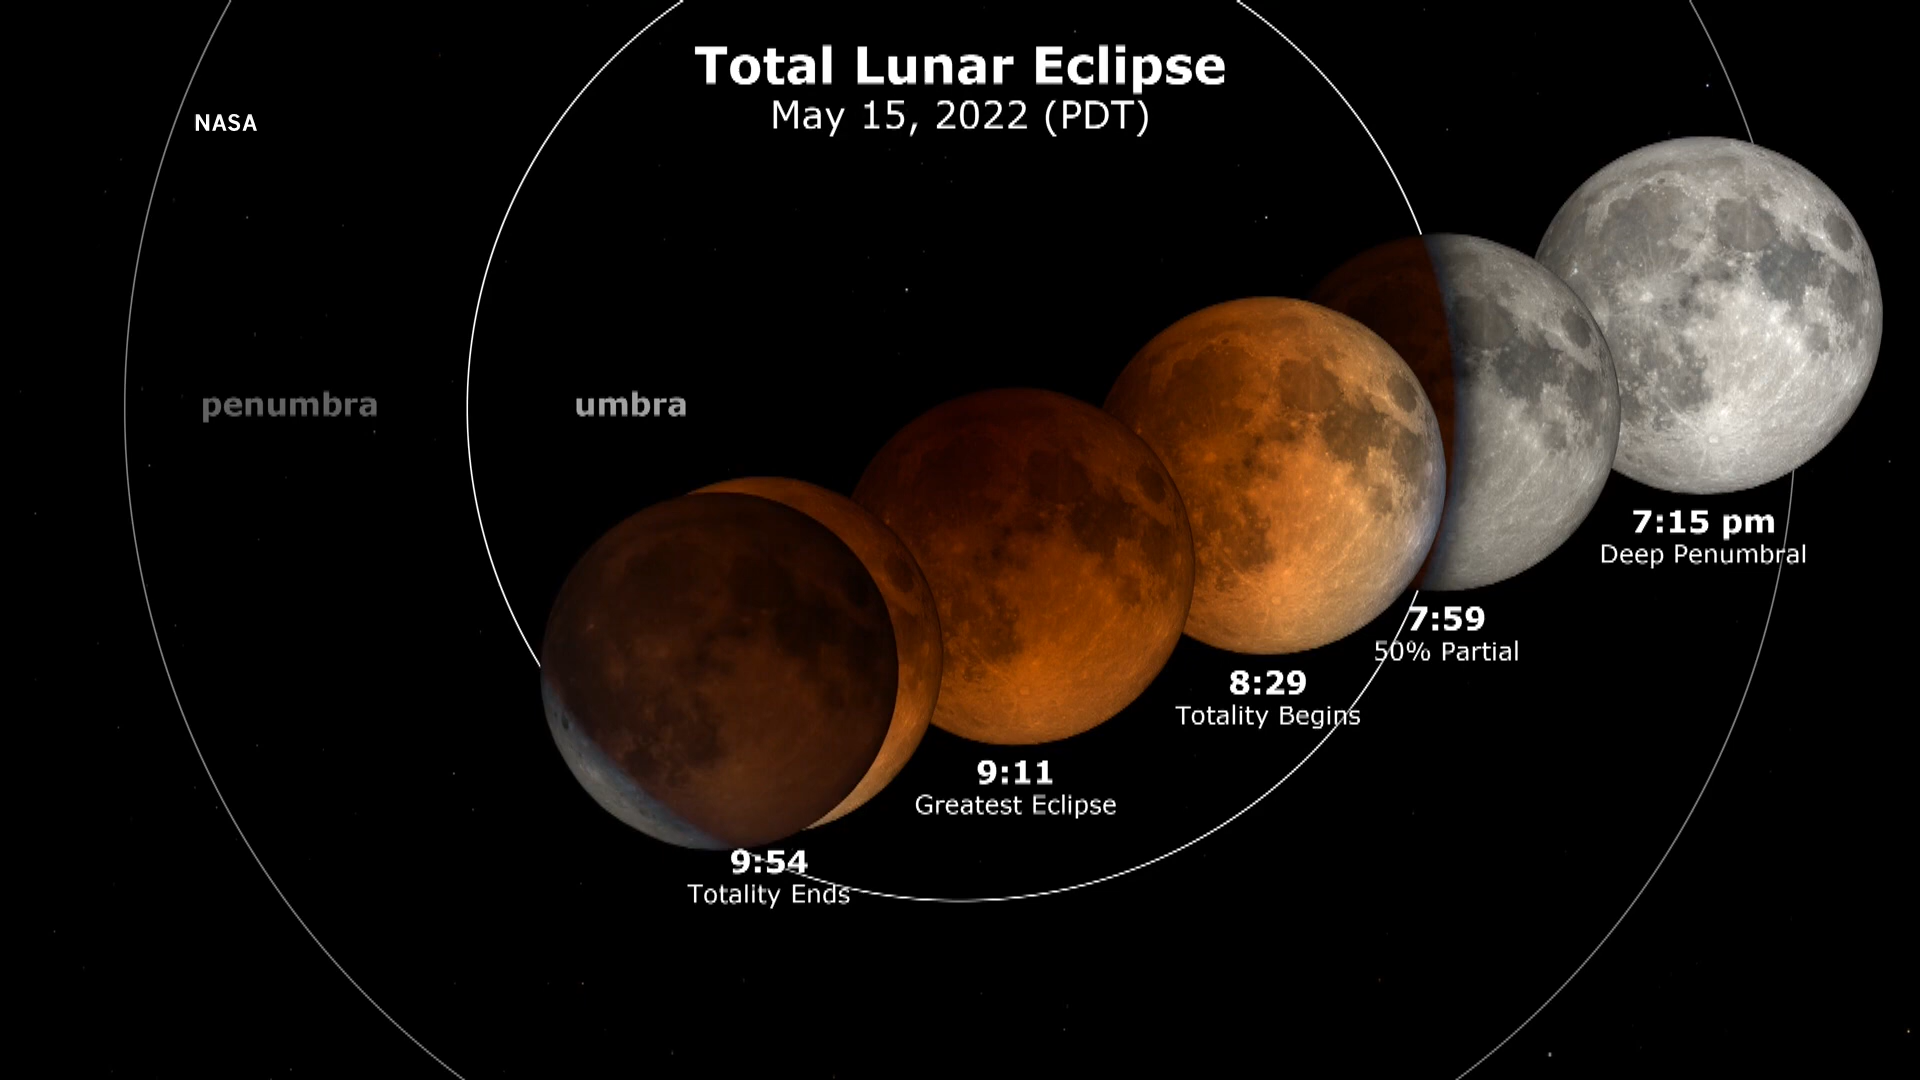 Total Lunar Eclipse
May 15, 2022 (PDT)
NASA
penumbra
umbra
7:15 pm
Deep Penumbral
7:59
50% Partial
8:29
Totality Begins
9:11
Greatest Eclipse
9:54
Totality Ends